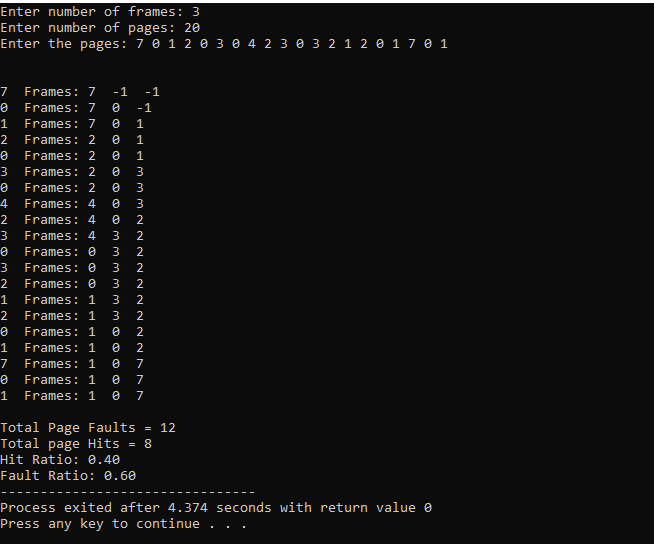 Enter number of frames: 3
Enter number of pages: 20
Enter the pages: 7 0 1 2 0 3 0 4 2 3 0 3 2 1 2 0 1 7 0 1
7  Frames: 7  -1  -1
0  Frames: 7  0  -1
1  Frames: 7  0  1
2  Frames: 2  0  1
0  Frames: 2  0  1
3  Frames: 2  0  3
0  Frames: 2  0  3
4  Frames: 4  0  3
2  Frames: 4  0  2
3  Frames: 4  3  2
0  Frames: 0  3  2
3  Frames: 0  3  2
2  Frames: 0  3  2
1  Frames: 1  3  2
2  Frames: 1  3  2
0  Frames: 1  0  2
1  Frames: 1  0  2
7  Frames: 1  0  7
0  Frames: 1  0  7
1  Frames: 1  0  7
Total Page Faults = 12
Total page Hits = 8
Hit Ratio: 0.40
Fault Ratio: 0.60
--------------------------------
Process exited after 4.374 seconds with return value 0
Press any key to continue . . .